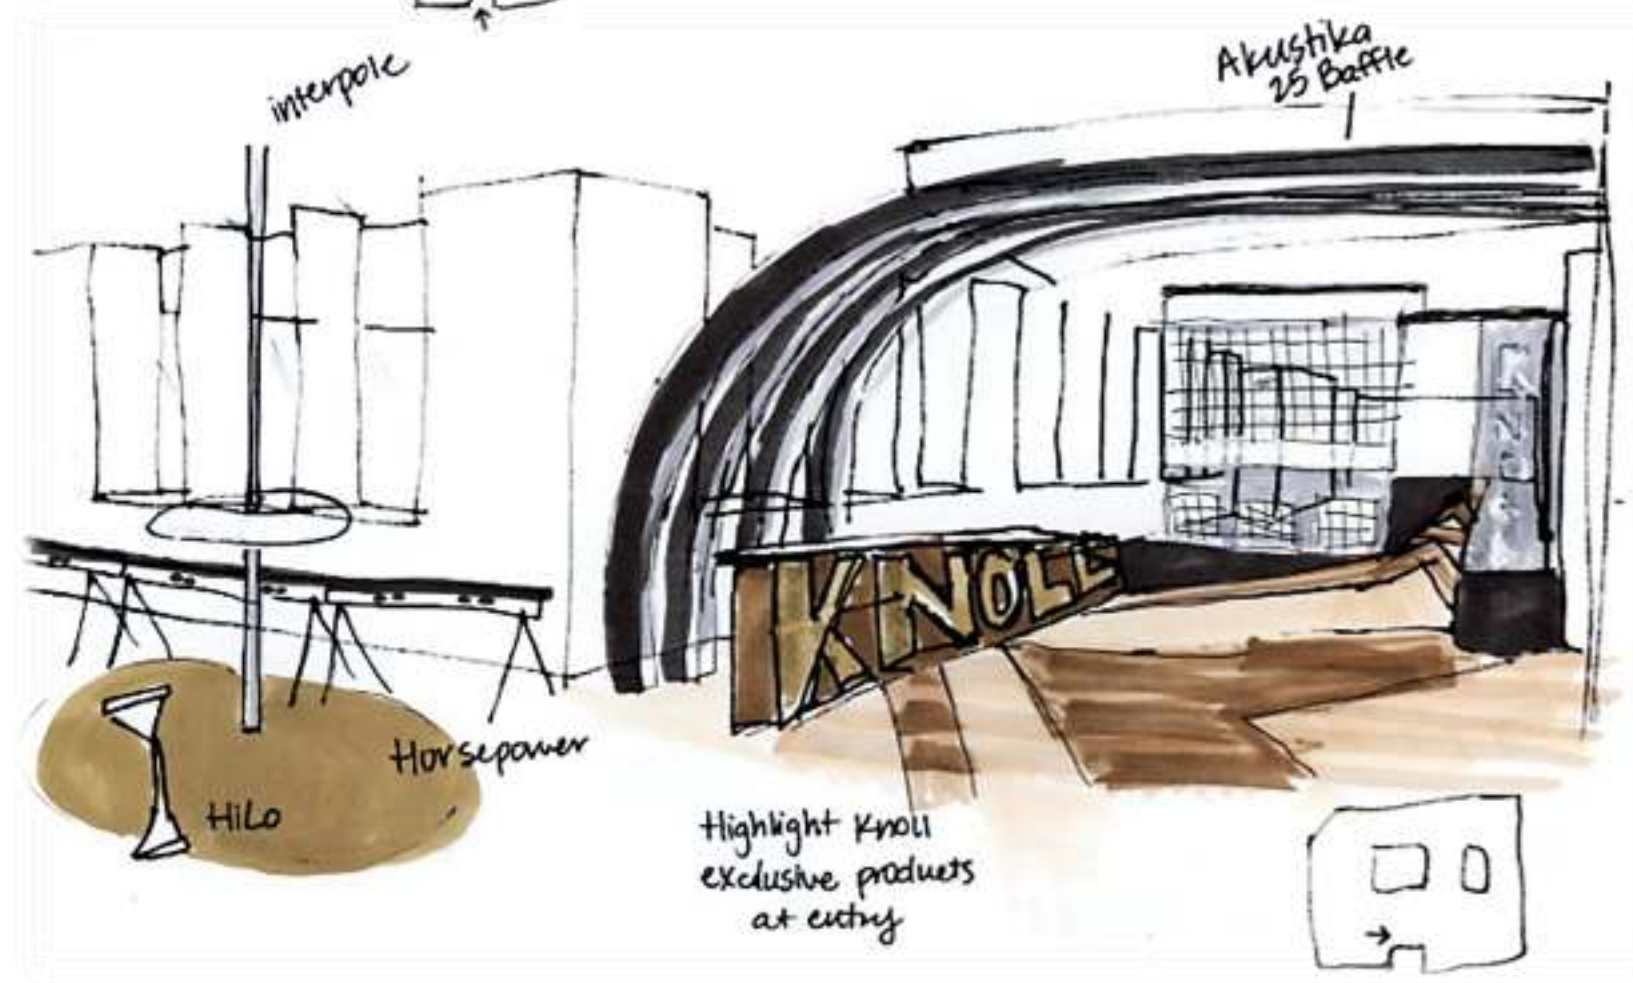 interpole
Akustika
25 Baffle
KNOLL
Horsepower
HiLo
Highlight Knoll
exclusive products
at entry